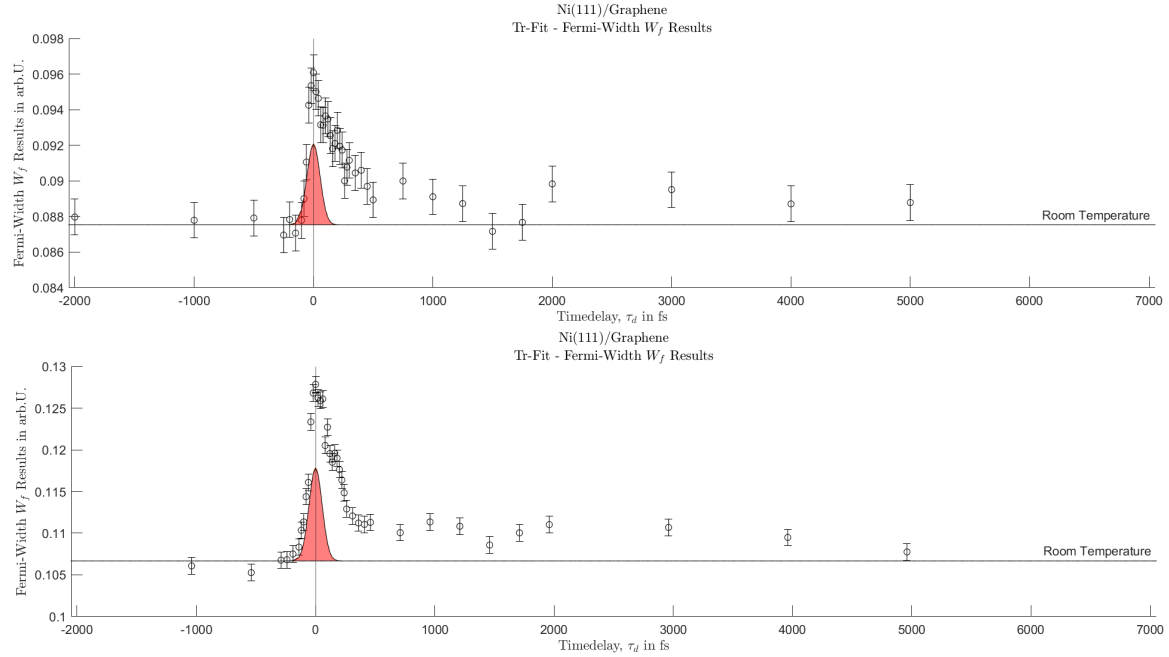 Ni(111)/Graphene
Tr-Fit - Fermi-Width W_f Results
Fermi-Width W_f Results in arb.U.
0.098
0.096
0.094
0.092
0.09
0.088
0.086
0.084
Room Temperature
-2000 -1000 0 1000 2000 3000 4000 5000 6000 7000
Timedelay, τ_d in fs
Ni(111)/Graphene
Tr-Fit - Fermi-Width W_f Results
Fermi-Width W_f Results in arb.U.
0.13
0.125
0.12
0.115
0.11
0.105
0.1
Room Temperature
-2000 -1000 0 1000 2000 3000 4000 5000 6000 7000
Timedelay, τ_d in fs